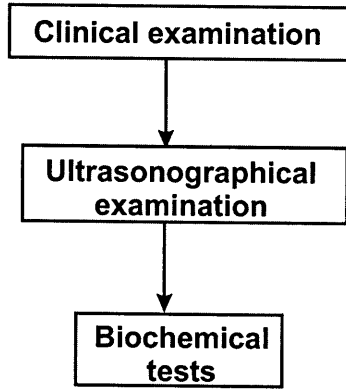 Clinical examination
Ultrasonographical
examination
Biochemical
tests